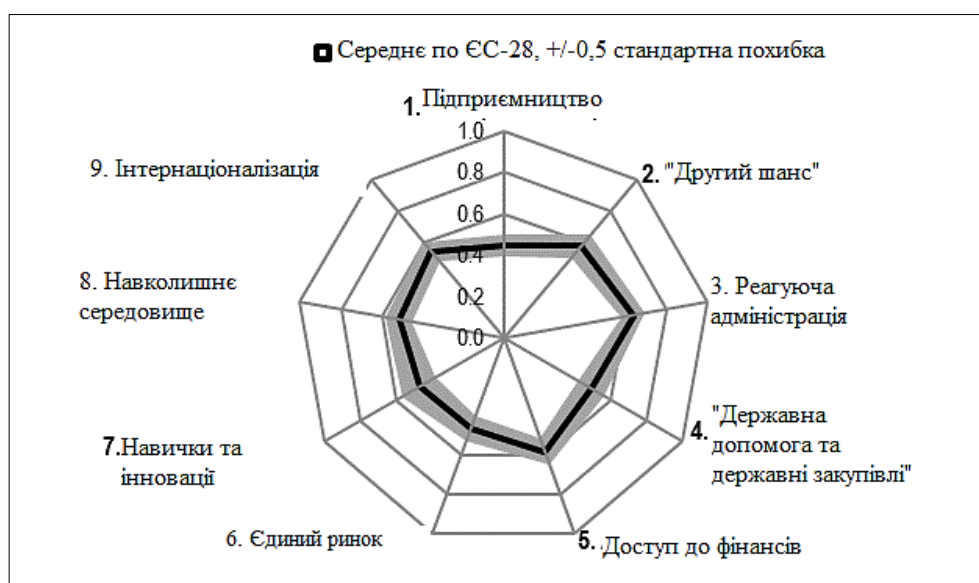 Середнє по ЄС-28, +/-0,5 стандартна похибка
1. Підприємництво
1.0
0.8
0.6
0.4
0.2
0.0
2. "Другий шанс"
3. Реагуюча
адміністрація
4. "Державна
допомога та
державні закупівлі"
5. Доступ до фінансів
6. Єдиний ринок
7. Навички та
інновації
8. Навколишнє
середовище
9. Інтернаціоналізація